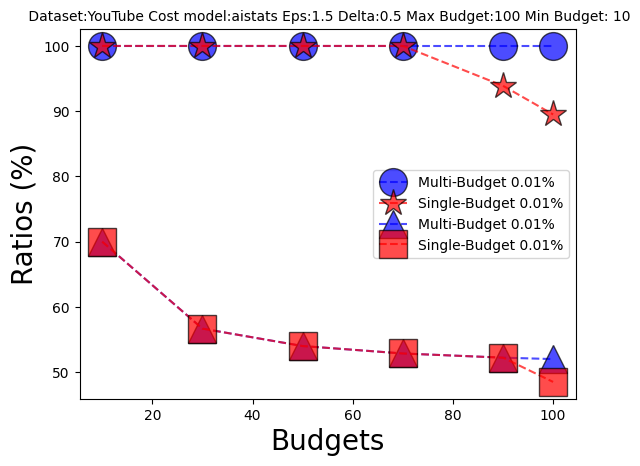 Dataset:YouTube Cost model:aistats Eps:1.5 Delta:0.5 Max Budget:100 Min Budget: 10
100
90
80
70
60
50
Ratios (%)
Multi-Budget 0.01%
Single-Budget 0.01%
Multi-Budget 0.01%
Single-Budget 0.01%
20 40 60 80 100
Budgets